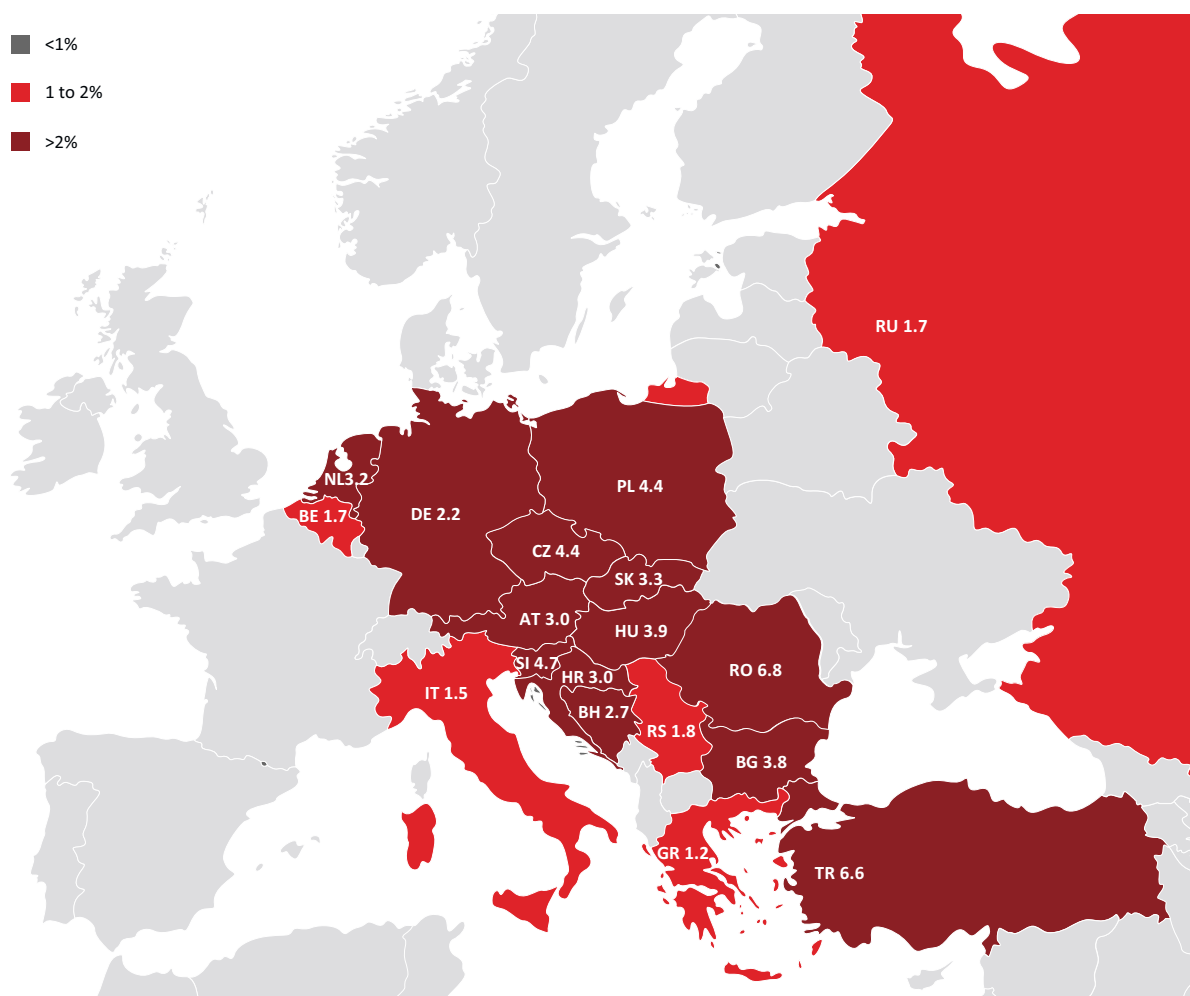 <1%
1 to 2%
>2%
RU 1.7
NL3.2
PL 4.4
BE 1.7
DE 2.2
CZ 4.4
SK 3.3
AT 3.0
HU 3.9
SI 4.7
HR 3.0
RO 6.8
IT 1.5
BH 2.7
RS 1.8
BG 3.8
GR 1.2
TR 6.6